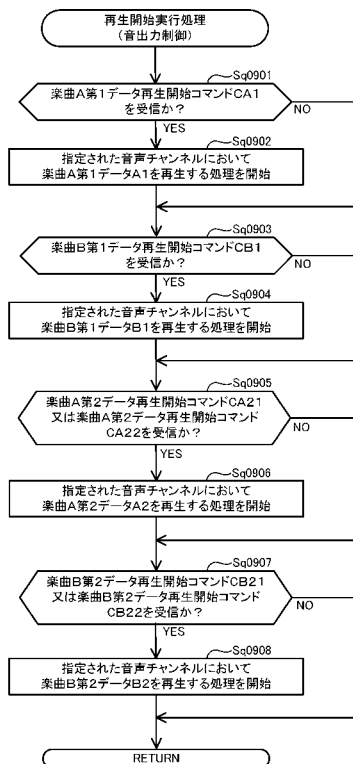 再生開始実行処理
(音出力制御)
Sq0901
楽曲A第1データ再生開始コマンドCA1
を受信か？
NO
YES
Sq0902
指定された音声チャンネルにおいて
楽曲A第1データA1を再生する処理を開始
Sq0903
楽曲B第1データ再生開始コマンドCB1
を受信か？
NO
YES
Sq0904
指定された音声チャンネルにおいて
楽曲B第1データB1を再生する処理を開始
Sq0905
楽曲A第2データ再生開始コマンドCA21
又は楽曲A第2データ再生開始コマンド
CA22を受信か？
NO
YES
Sq0906
指定された音声チャンネルにおいて
楽曲A第2データA2を再生する処理を開始
Sq0907
楽曲B第2データ再生開始コマンドCB21
又は楽曲B第2データ再生開始コマンド
CB22を受信か？
NO
YES
Sq0908
指定された音声チャンネルにおいて
楽曲B第2データB2を再生する処理を開始
RETURN